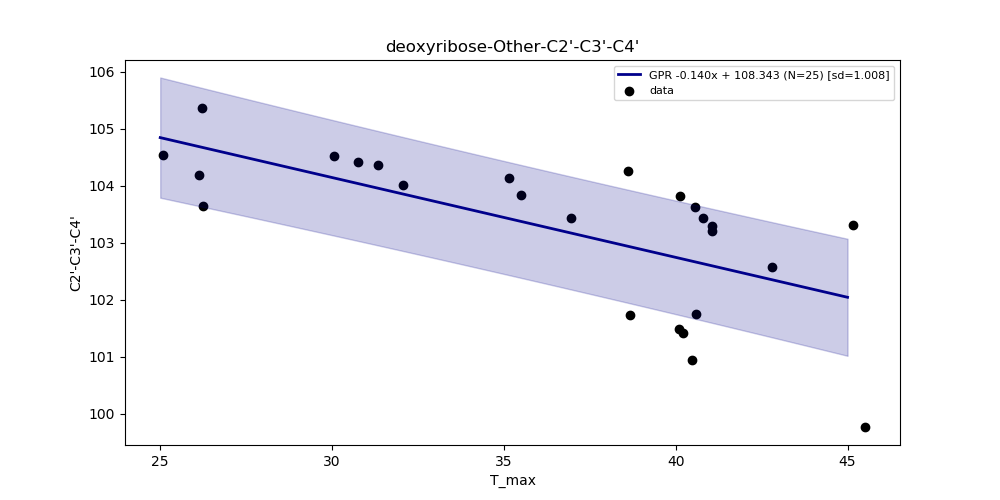 deoxyribose-Other-C2'-C3'-C4'
GPR -0.140x + 108.343 (N=25) [sd=1.008]
data
106
105
104
103
102
101
100
C2'-C3'-C4'
25
30
35
40
45
T_max